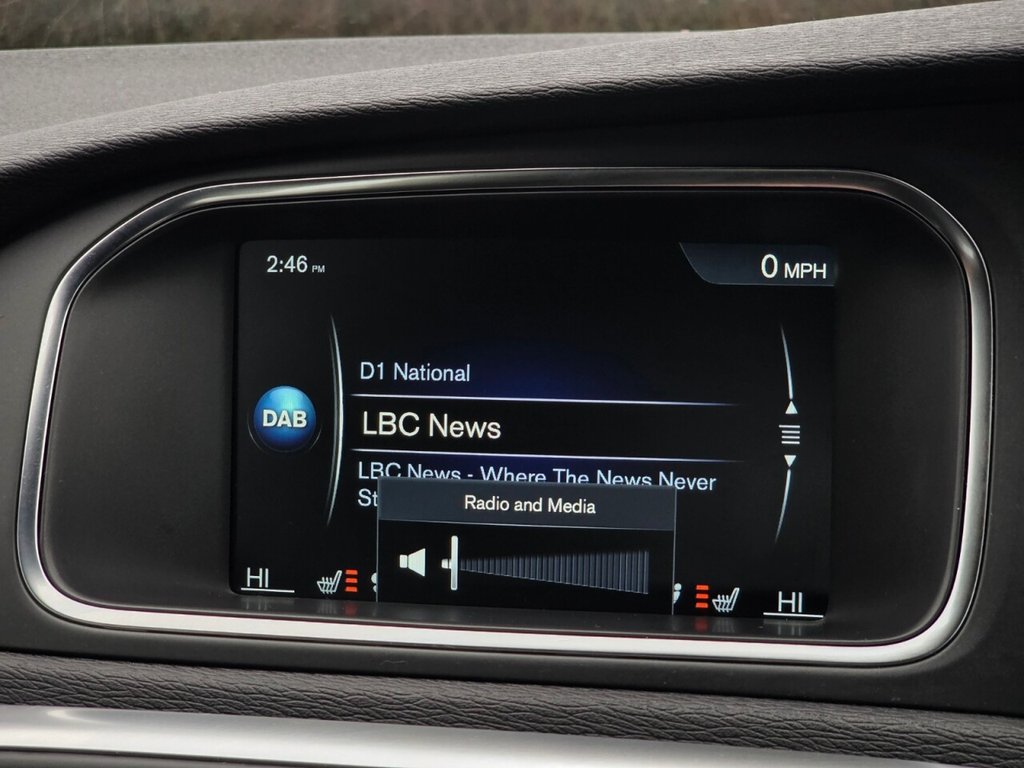 2:46 PM
0 MPH
D1 National
DAB
LBC News
LBC News - Where The News Never
St
Radio and Media
HI
HI